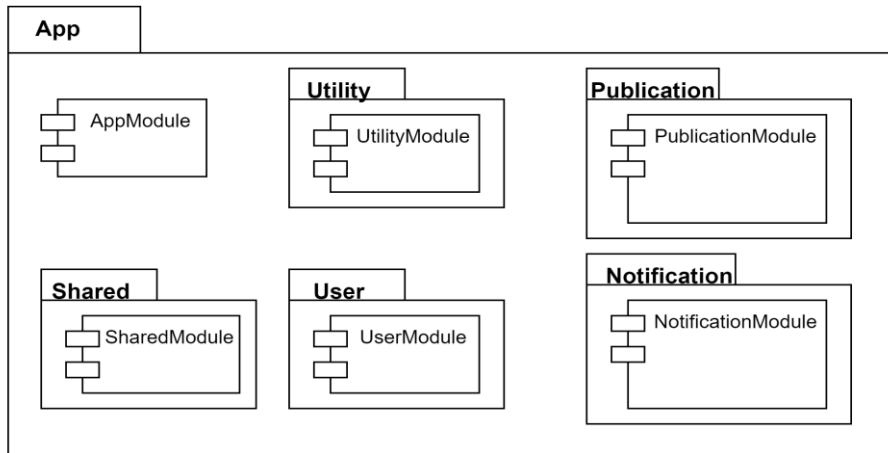 App
Utility
Publication
AppModule
UtilityModule
PublicationModule
Shared
User
Notification
SharedModule
UserModule
NotificationModule